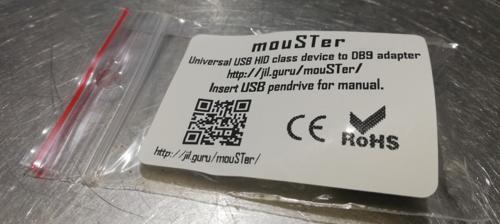 mouSTer
Universal USB HID class device to DB9 adapter
http://jil.guru/mouSTer/
Insert USB pendrive for manual.
CE
RoHS
http://jil.guru/mouSTer/